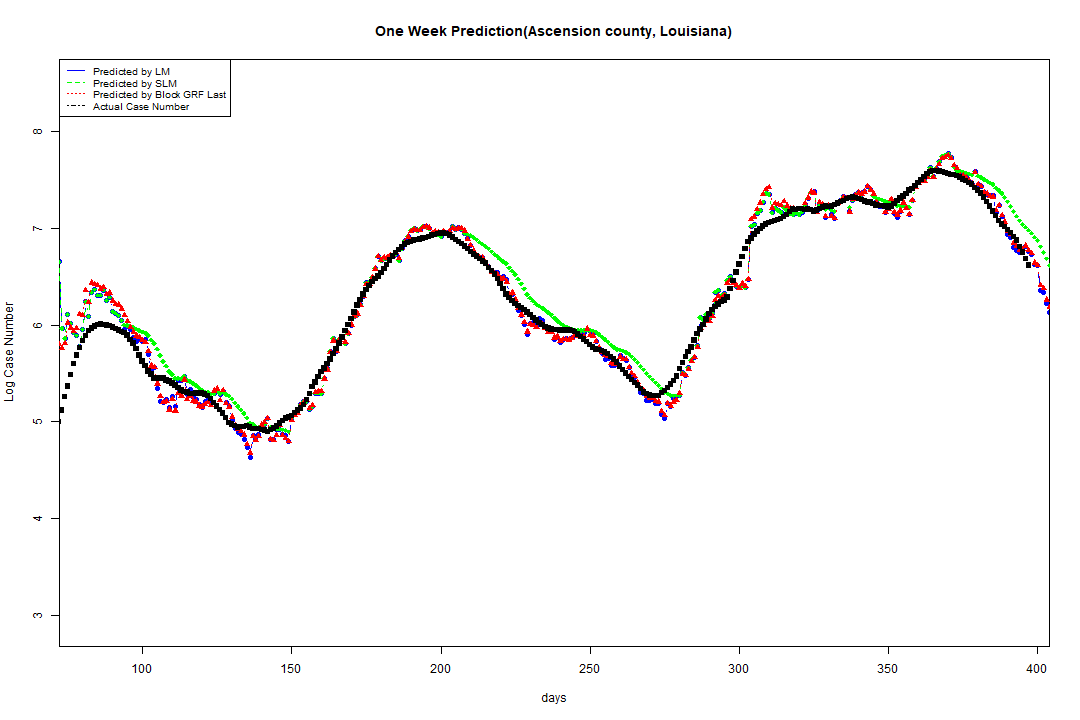 One Week Prediction(Ascension county, Louisiana)
Predicted by LM
Predicted by SLM
Predicted by Block GRF Last
Actual Case Number
Log Case Number
8
7
6
5
4
3
100 150 200 250 300 350 400
days